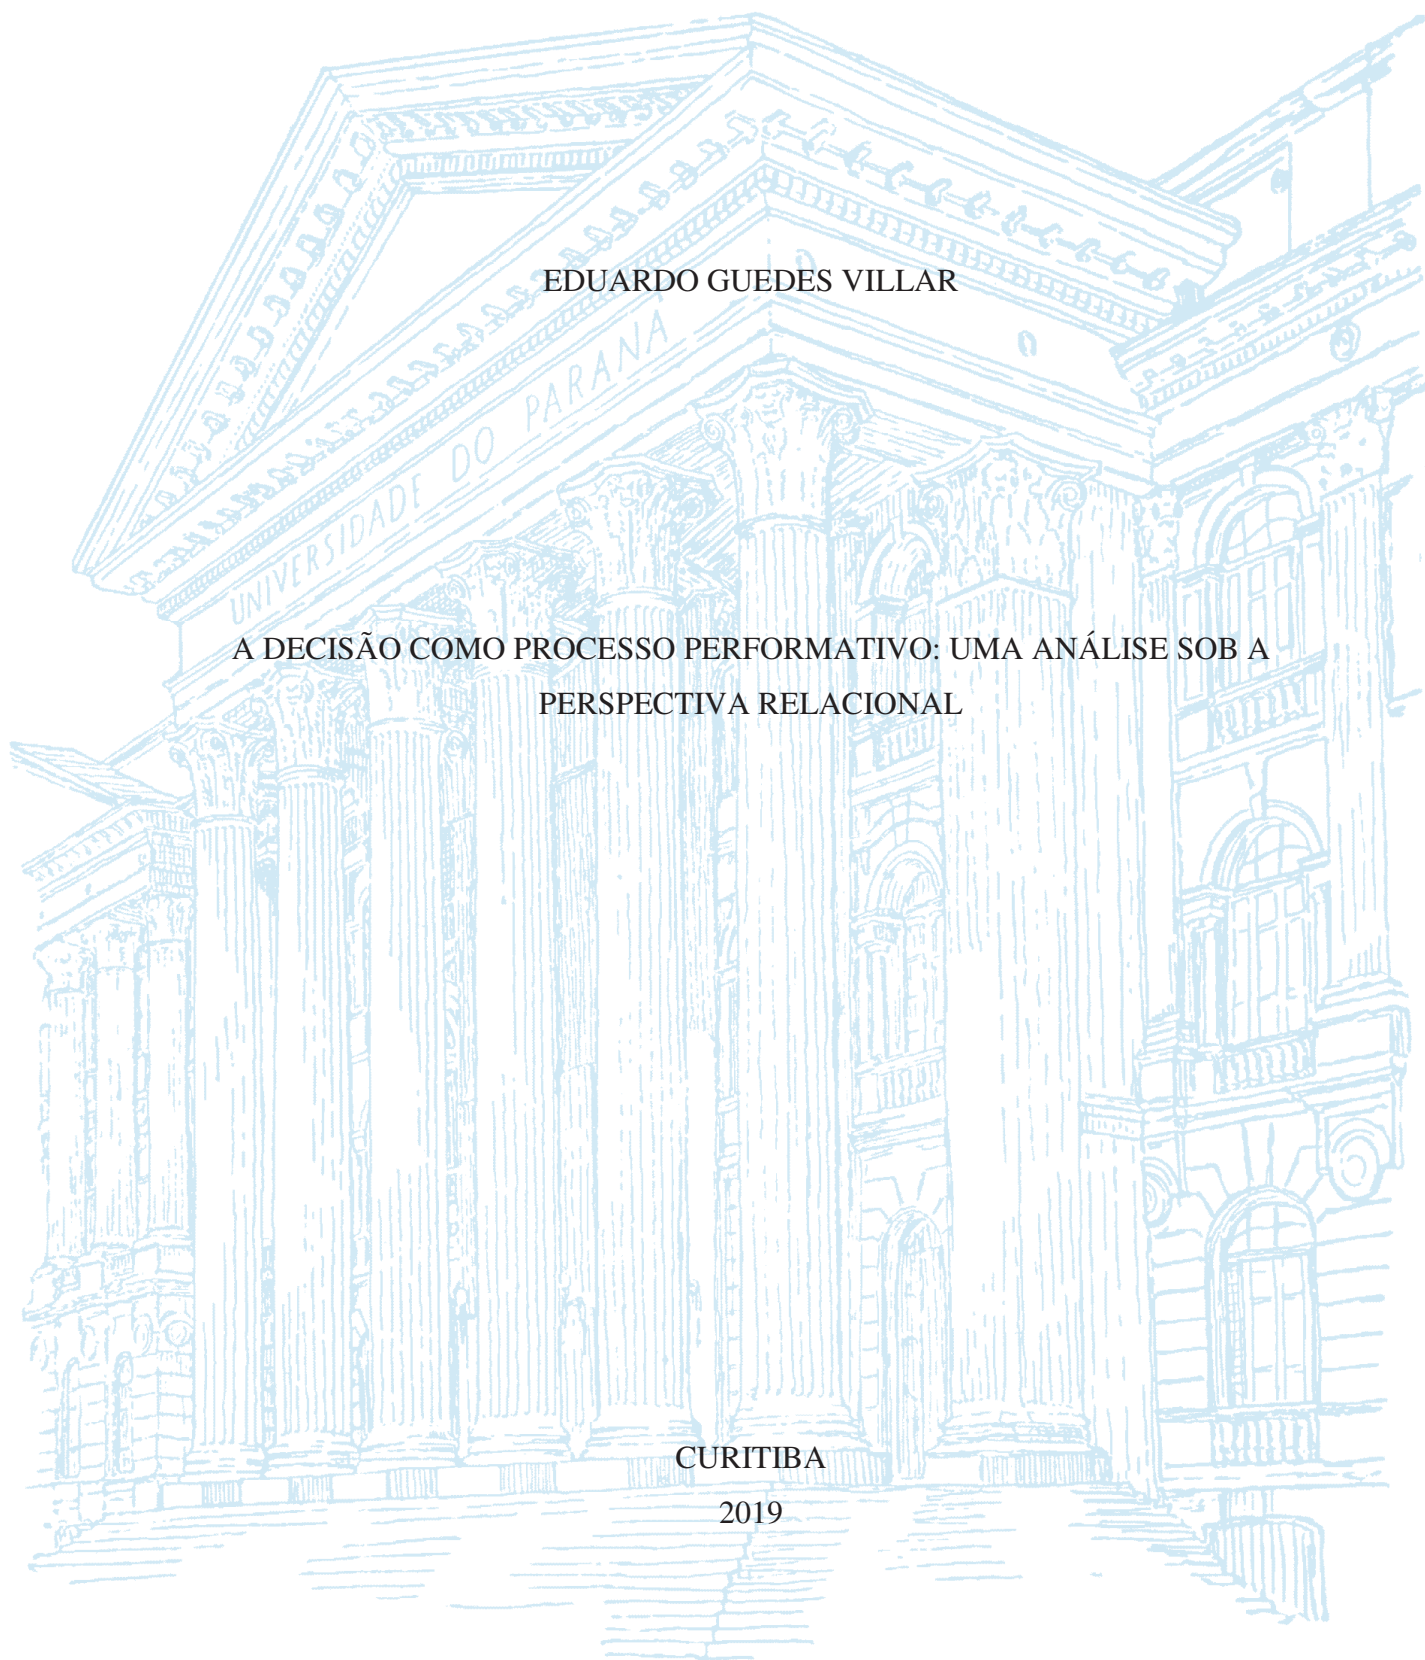 EDUARDO GUEDES VILLAR
UNIVERSIDADE DO PARANÁ
A DECISÃO COMO PROCESSO PERFORMATIVO: UMA ANÁLISE SOB A
PERSPECTIVA RELACIONAL
CURITIBA
2019